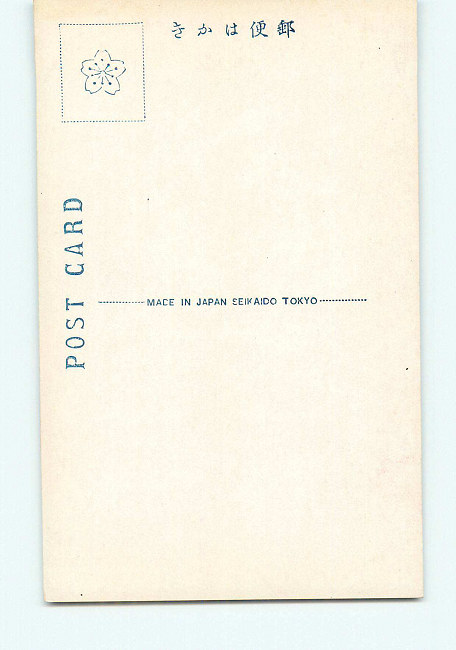 きかは便郵
POST CARD
MADE IN JAPAN SEIKAIDO TOKYO